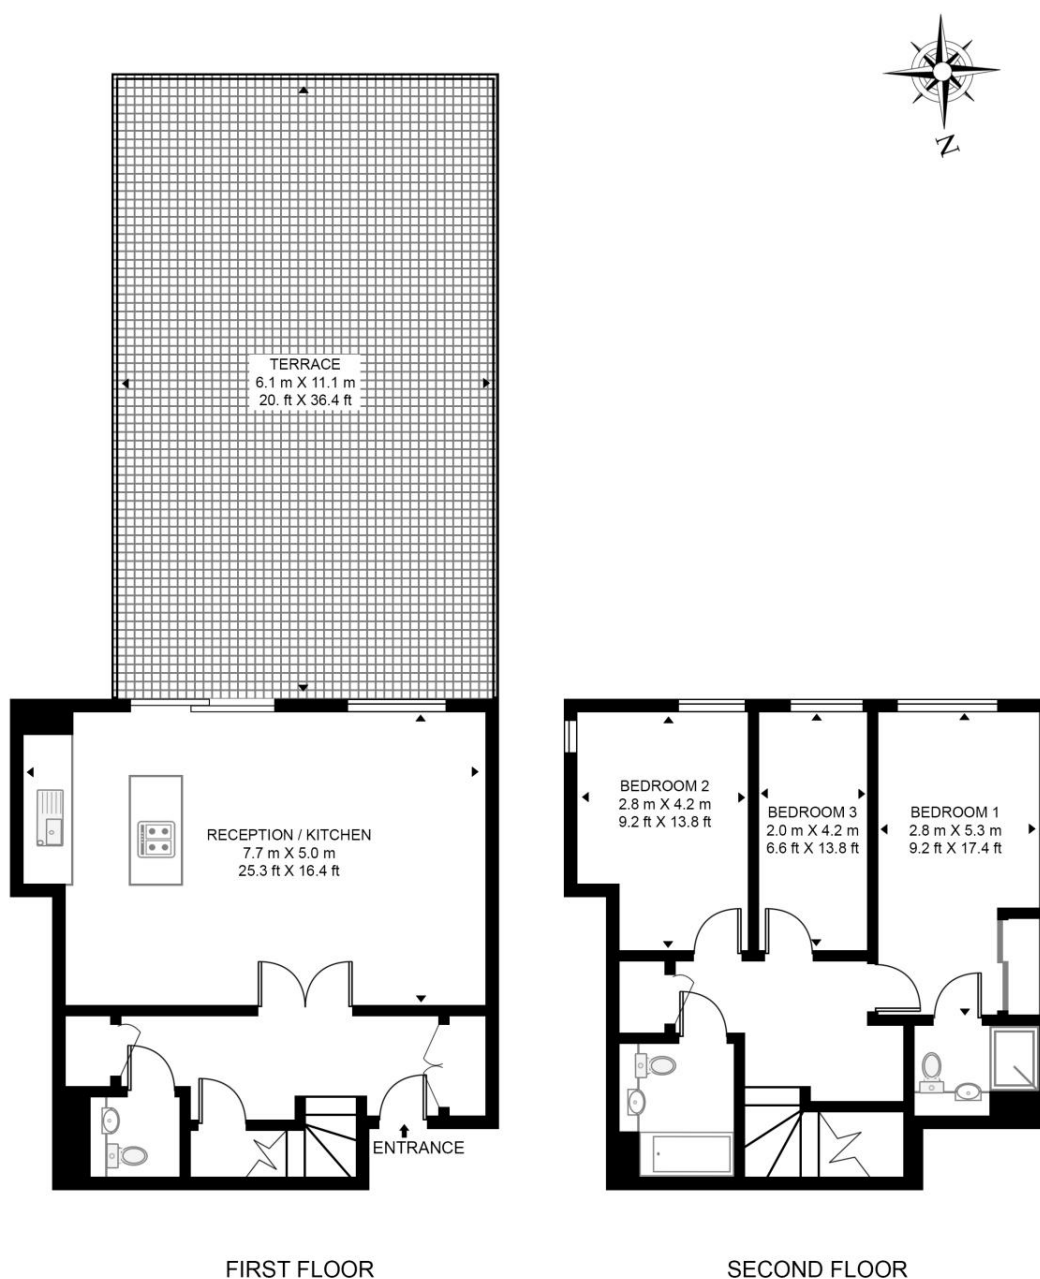 N
TERRACE
6.1 m X 11.1 m
20. ft X 36.4 ft
RECEPTION / KITCHEN
7.7 m X 5.0 m
25.3 ft X 16.4 ft
ENTRANCE
BEDROOM 2
2.8 m X 4.2 m
9.2 ft X 13.8 ft
BEDROOM 3
2.0 m X 4.2 m
6.6 ft X 13.8 ft
BEDROOM 1
2.8 m X 5.3 m
9.2 ft X 17.4 ft
FIRST FLOOR
SECOND FLOOR